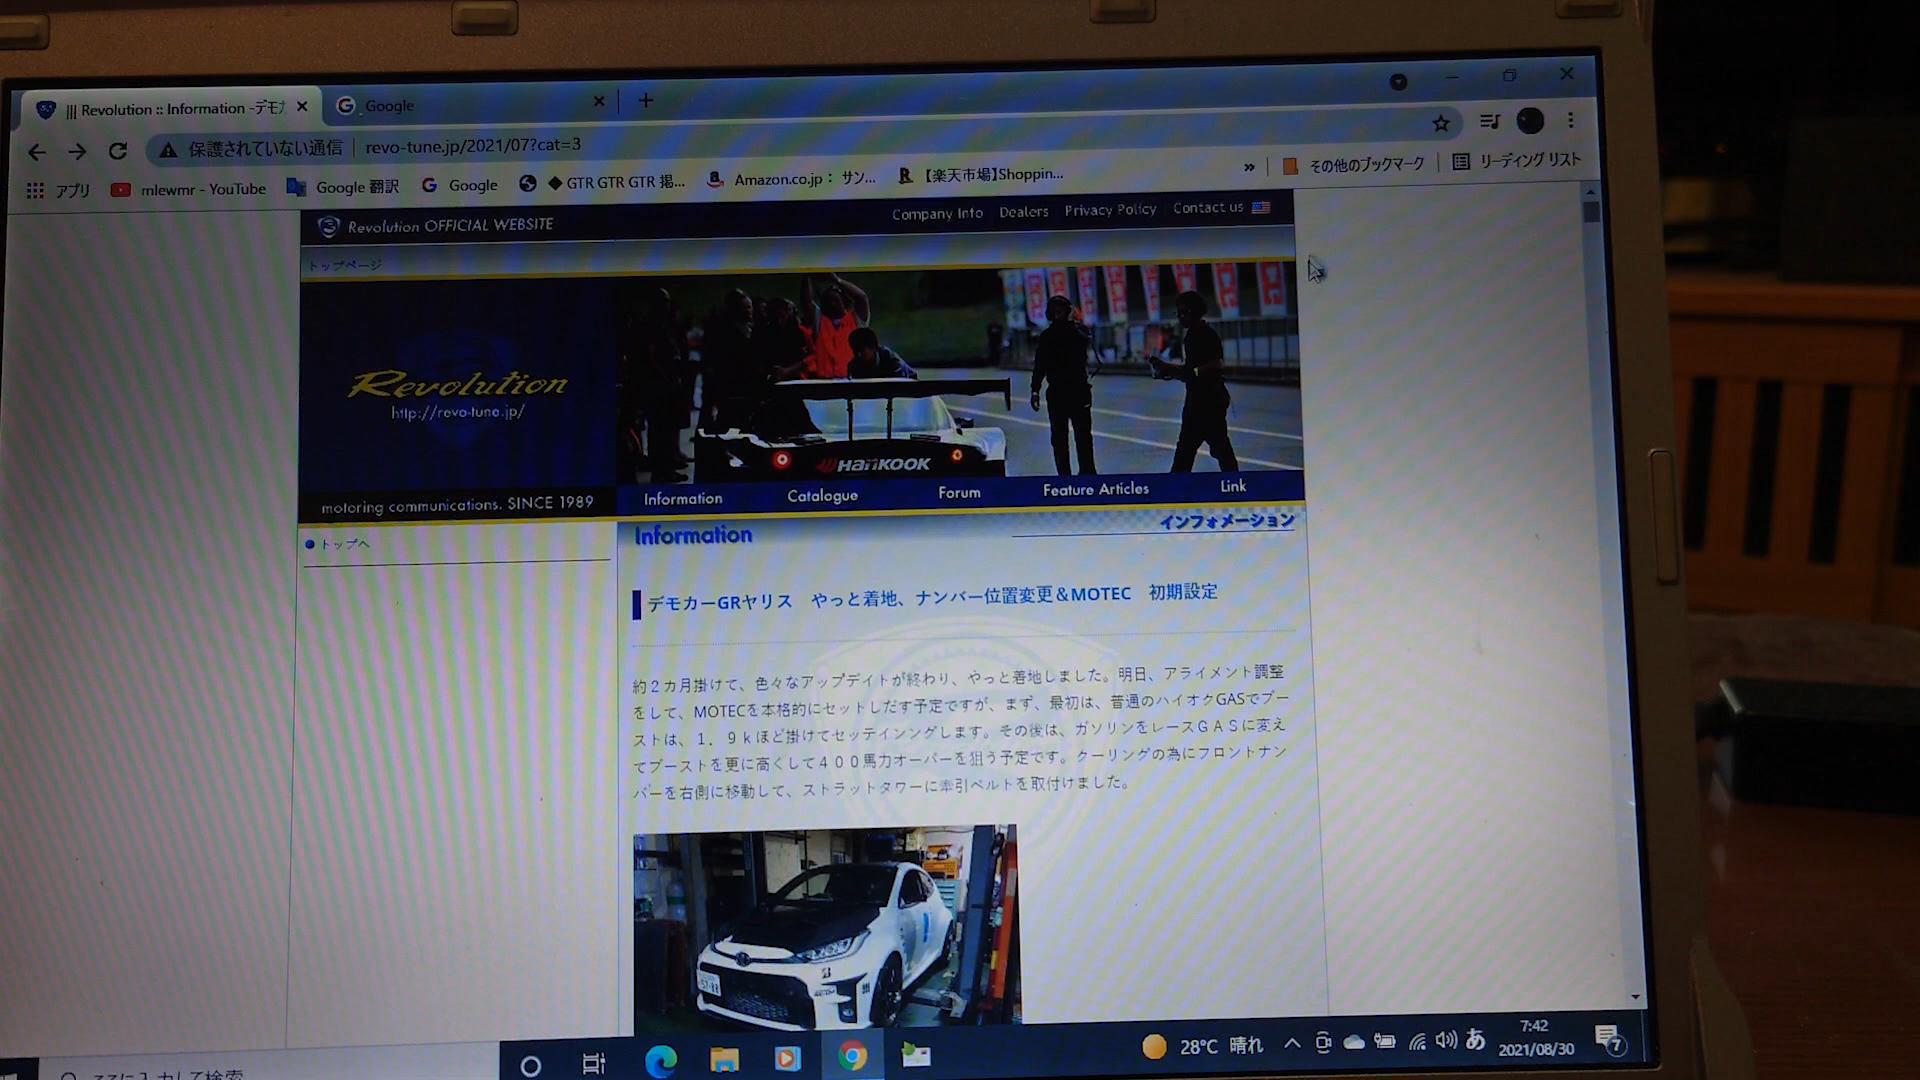 ||| Revolution :: Information -デモカ
Google
保護されていない通信
revo-tune.jp/2021/07?cat=3
アプリ
mlewmr - YouTube
Google 翻訳
Google
◆ GTR GTR GTR 掲...
Amazon.co.jp： サン...
【楽天市場】Shoppin...
»
その他のブックマーク
リーディング リスト
Revolution OFFICIAL WEBSITE
Company Info
Dealers
Privacy Policy
Contact us
トップページ
Revolution
http://revo-tune.jp/
HANKOOK
motoring communications. SINCE 1989
Information
Catalogue
Forum
Feature Articles
Link
トップへ
Information
インフォメーション
デモカーGRヤリス　やっと着地、ナンバー位置変更＆MOTEC　初期設定
約２カ月掛けて、色々なアップデイトが終わり、やっと着地しました。明日、アライメント調整
をして、MOTECを本格的にセットしだす予定ですが、まず、最初は、普通のハイオクGASでブー
ストは、１．９ｋほど掛けてセッテインングします。その後は、ガソリンをレースＧＡＳに変え
てブーストを更に高くして４００馬力オーバーを狙う予定です。クーリングの為にフロントナン
バーを右側に移動して、ストラットタワーに牽引ベルトを取付けました。
ここに入力して検索
28°C 晴れ
あ
7:42
2021/08/30
7